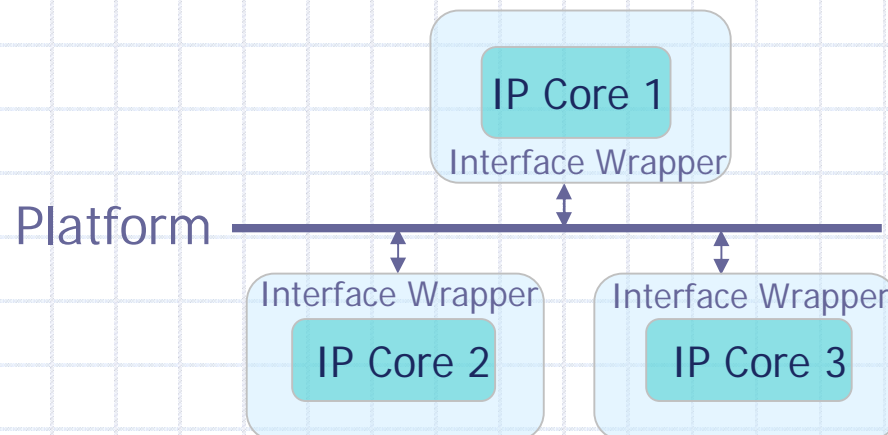 IP Core 1
Interface Wrapper
Platform
Interface Wrapper
IP Core 2
Interface Wrapper
IP Core 3